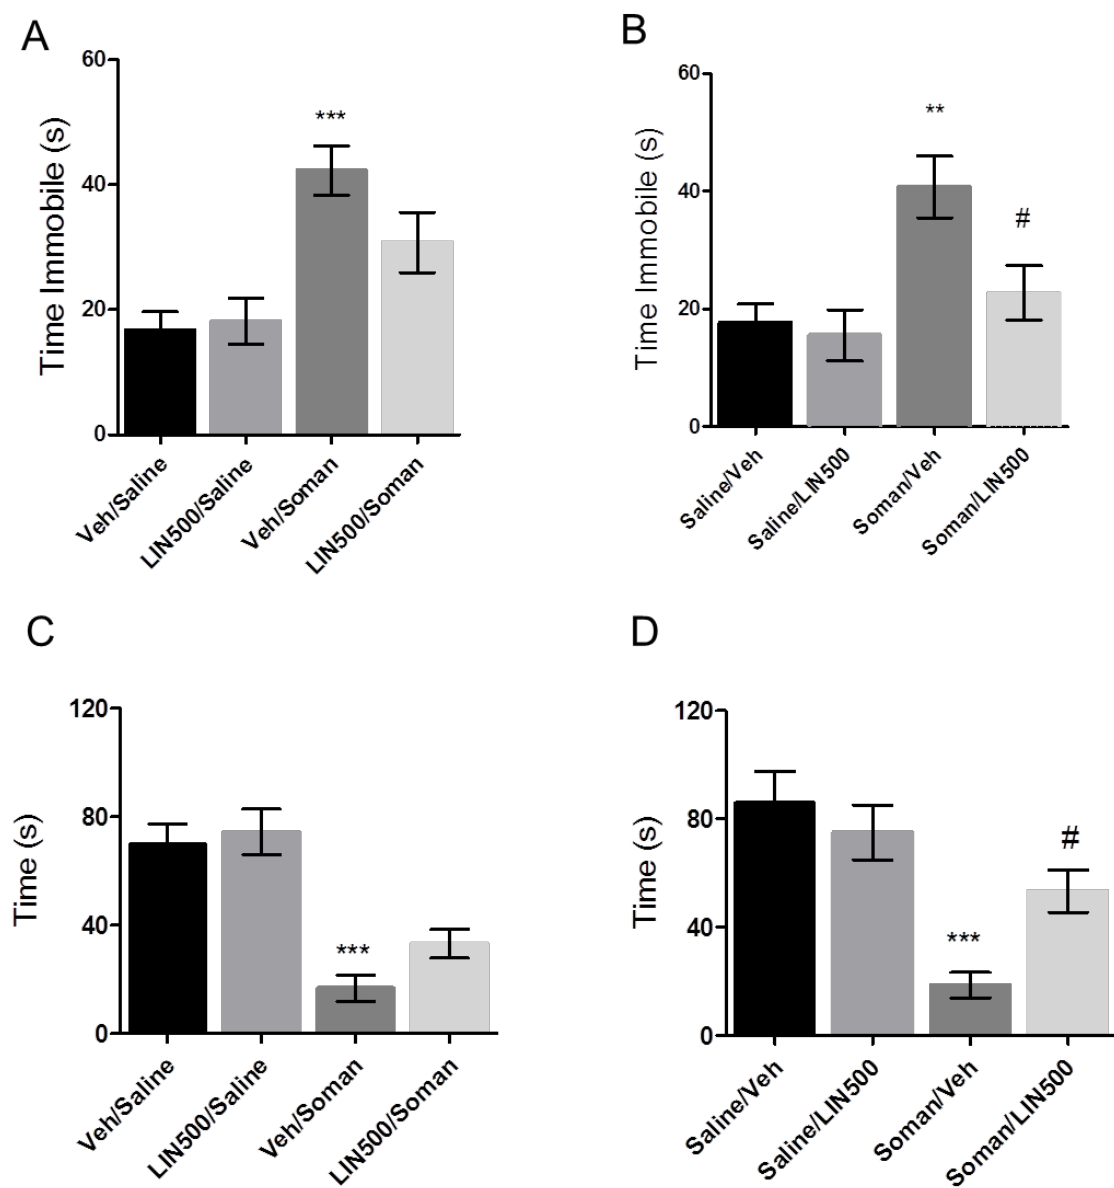 A
Time Immobile (s)
60
40
20
0
***
Veh/Saline
LIN500/Saline
Veh/Soman
LIN500/Soman
B
Time Immobile (s)
60
40
20
0
**
#
Saline/Veh
Saline/LIN500
Soman/Veh
Soman/LIN500
C
Time (s)
120
80
40
0
***
Veh/Saline
LIN500/Saline
Veh/Soman
LIN500/Soman
D
Time (s)
120
80
40
0
***
#
Saline/Veh
Saline/LIN500
Soman/Veh
Soman/LIN500